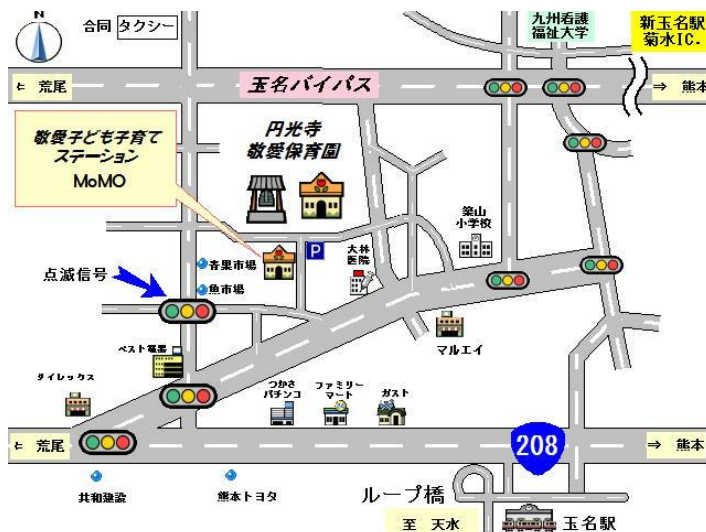 N
合同 タクシー
九州看護
福祉大学
新玉名駅
菊水IC.
⇐ 荒尾
玉名バイパス
⇒ 熊本
敬愛子ども子育て
ステーション
MoMO
円光寺
敬愛保育園
築山
小学校
P
大林
医院
青果市場
点滅信号
魚市場
マルエイ
ベスト電器
ダイレックス
つかさ
パチンコ
ファミリー
マート
ガスト
⇐ 荒尾
208
⇒ 熊本
共和建設
熊本トヨタ
ループ橋
至 天水
玉名駅